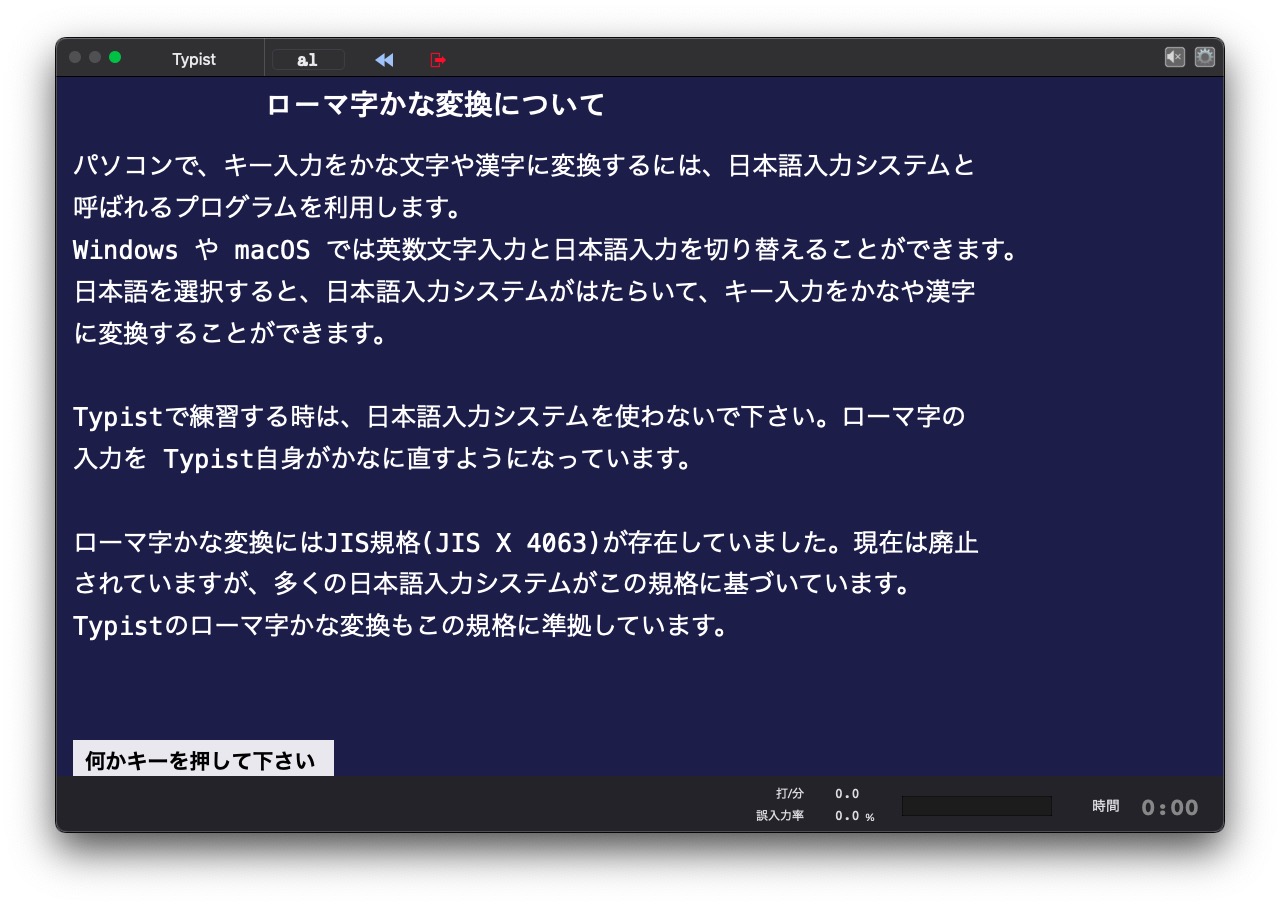 Typist
al
ローマ字かな変換について
パソコンで、キー入力をかな文字や漢字に変換するには、日本語入力システムと
呼ばれるプログラムを利用します。
Windows や macOS では英数文字入力と日本語入力を切り替えることができます。
日本語を選択すると、日本語入力システムがはたらいて、キー入力をかなや漢字
に変換することができます。
Typistで練習する時は、日本語入力システムを使わないで下さい。ローマ字の
入力を Typist自身がかなに直すようになっています。
ローマ字かな変換にはJIS規格(JIS X 4063)が存在していました。現在は廃止
されていますが、多くの日本語入力システムがこの規格に基づいています。
Typistのローマ字かな変換もこの規格に準拠しています。
何かキーを押して下さい
打/分 0.0
誤入力率 0.0 %
時間 0:00